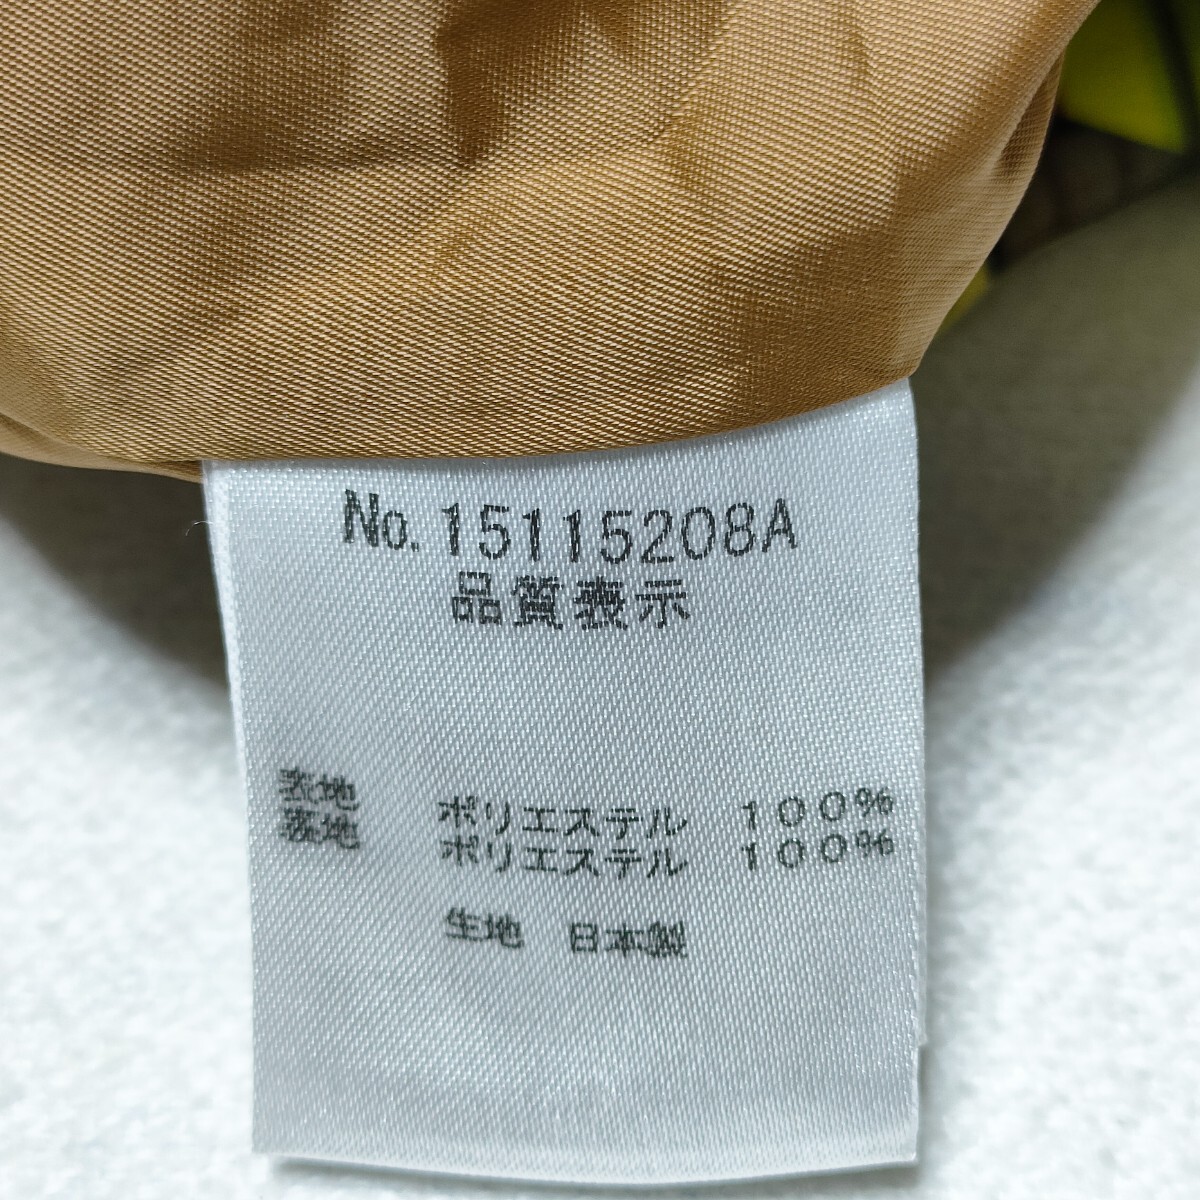 No.15115208A
品質表示
表地 ポリエステル 100%
表地 ポリエステル 100%
生地 日本製